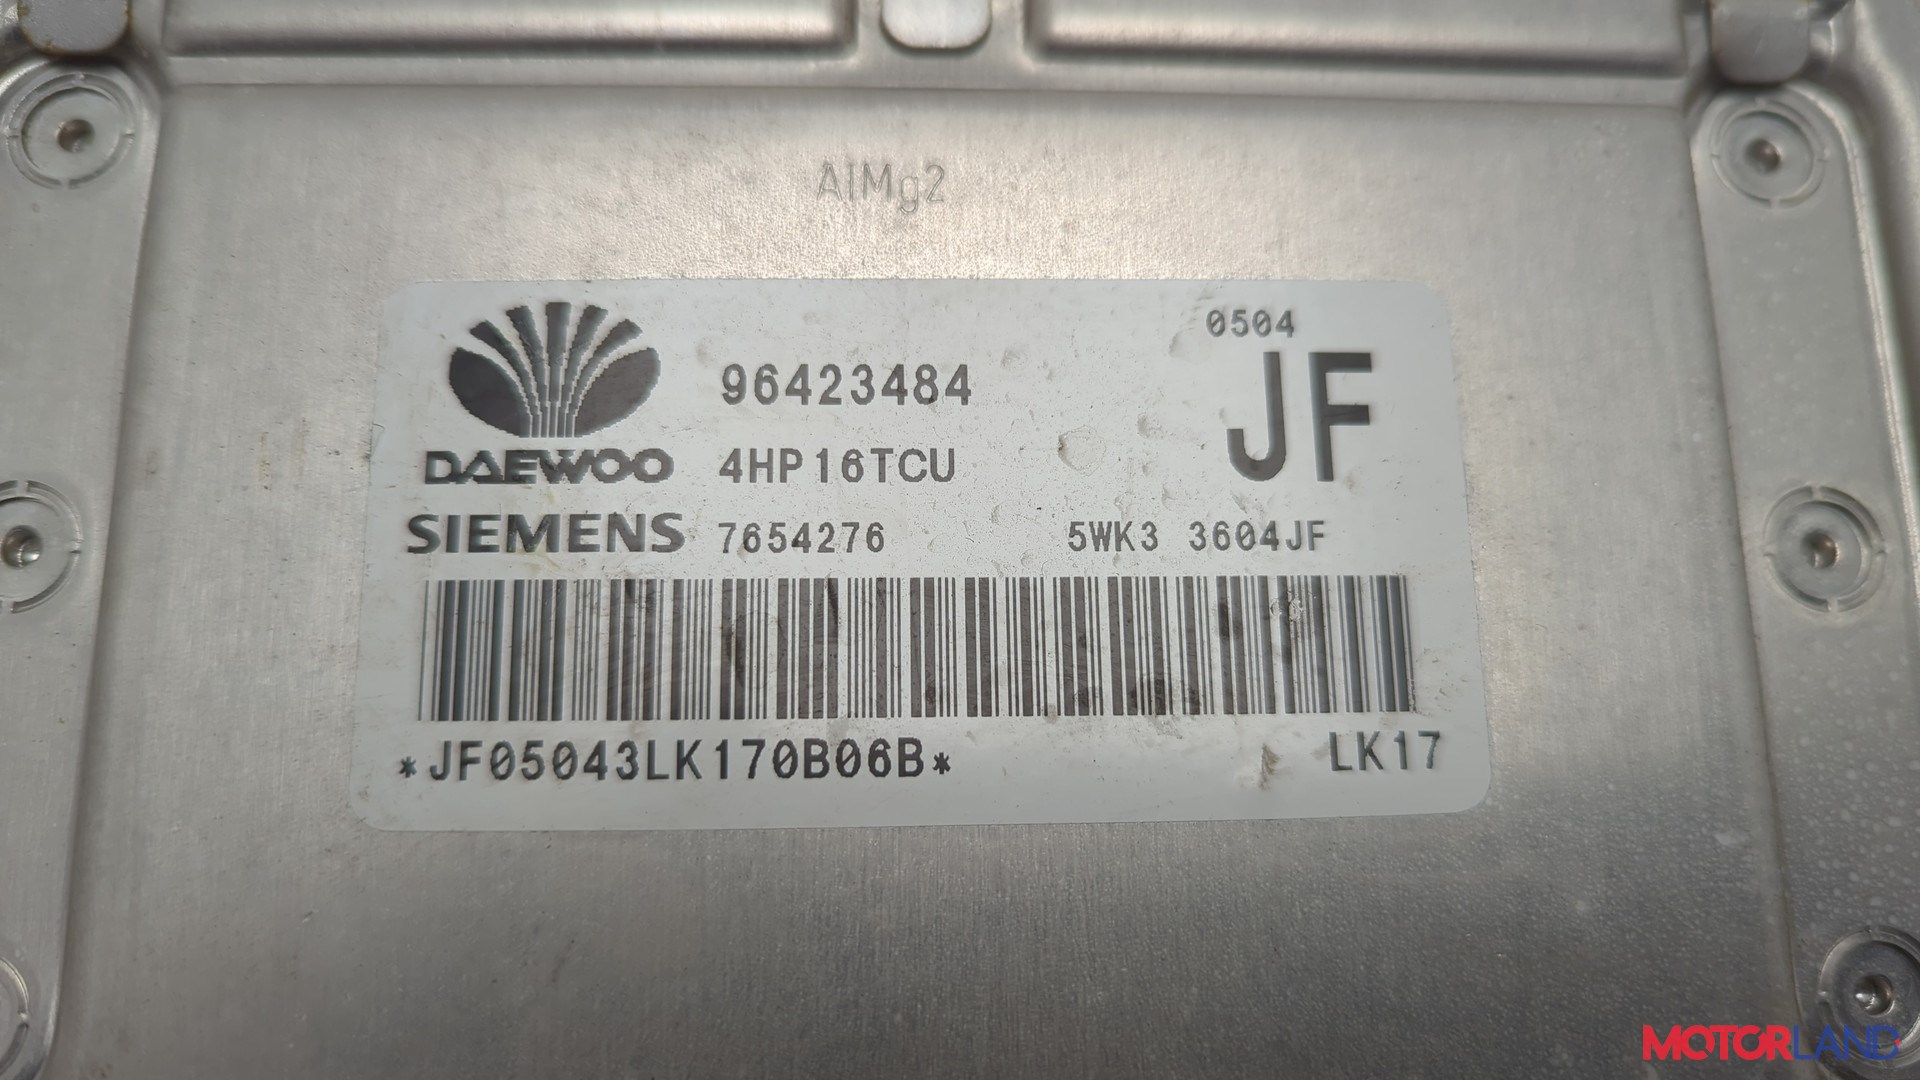 AlMg2
0504
96423484
JF
DAEWOO 4HP16TCU
SIEMENS 7654276 5WK3 3604JF
*JF05043LK170B06B* LK17
MOTORLAND